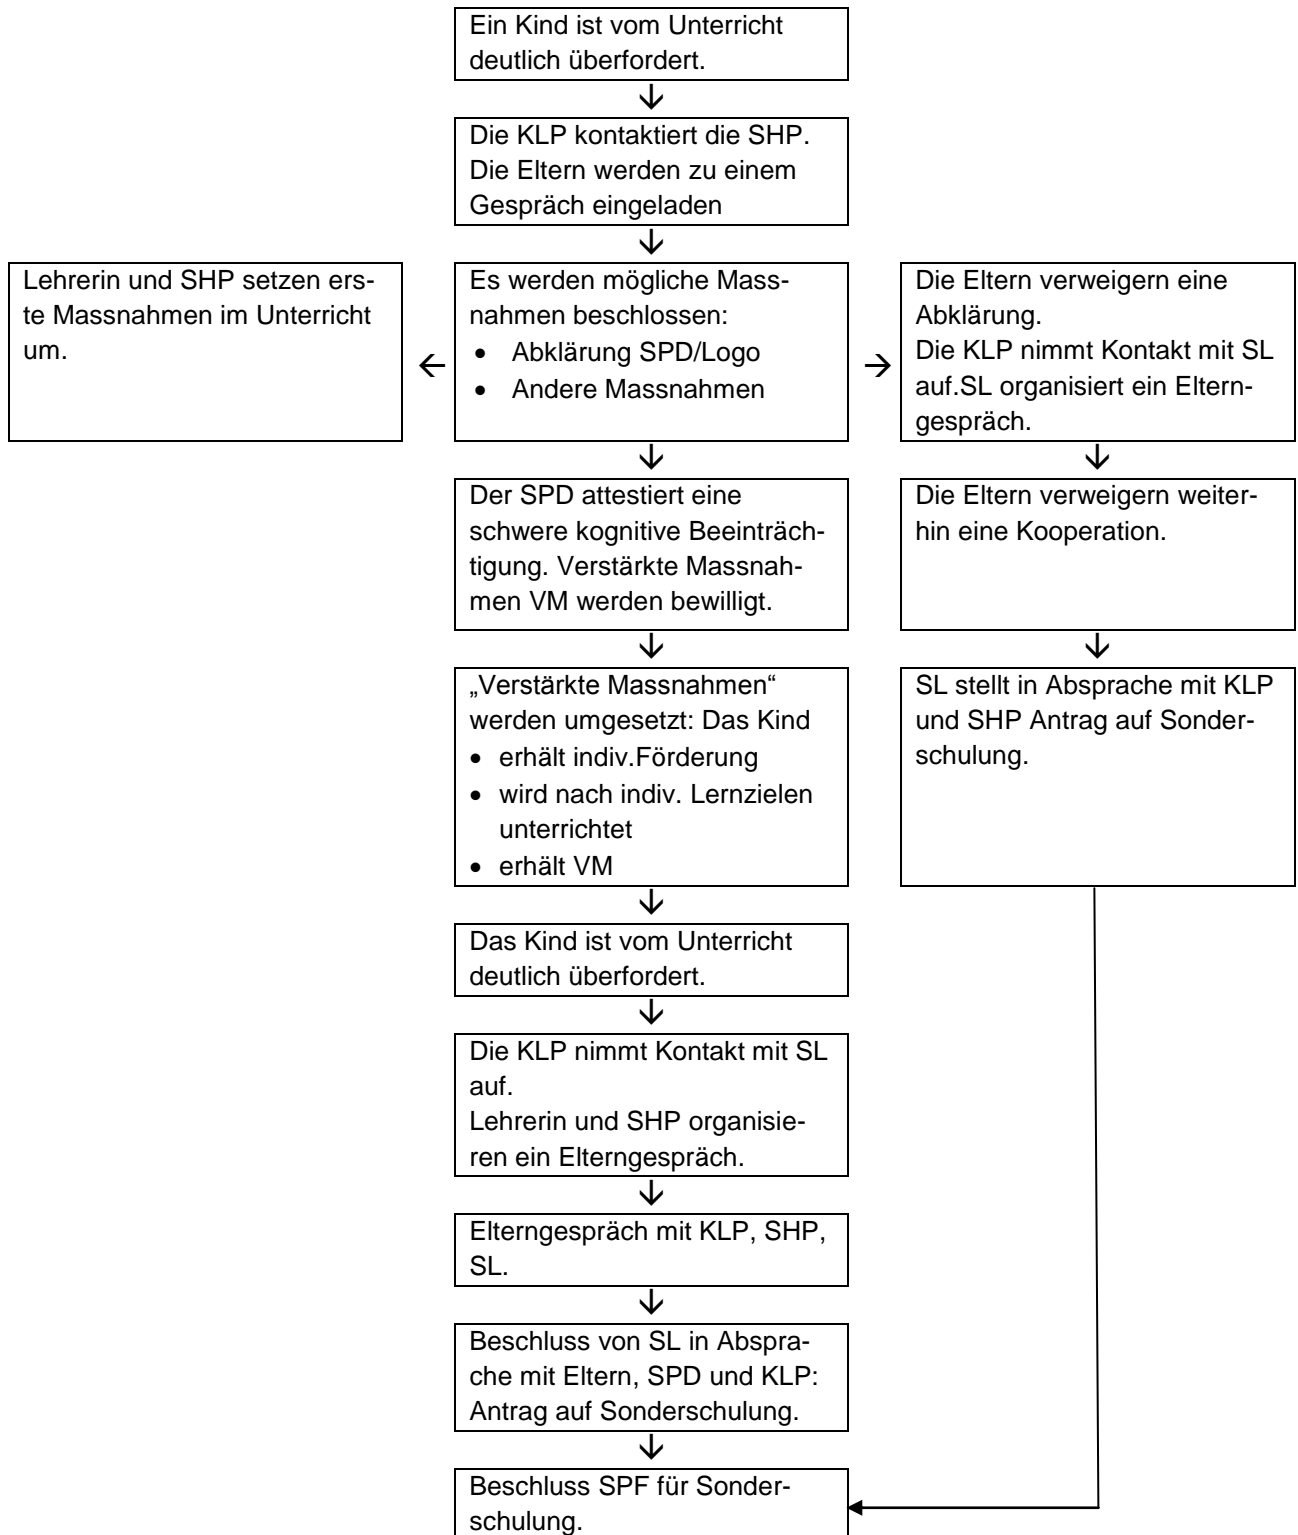 Ein Kind ist vom Unterricht
deutlich überfordert.
Die KLP kontaktiert die SHP.
Die Eltern werden zu einem
Gespräch eingeladen
Lehrerin und SHP setzen ers-
te Massnahmen im Unterricht
um.
Es werden mögliche Mass-
nahmen beschlossen:
• Abklärung SPD/Logo
• Andere Massnahmen
Die Eltern verweigern eine
Abklärung.
Die KLP nimmt Kontakt mit SL
auf.SL organisiert ein Eltern-
gespräch.
Der SPD attestiert eine
schwere kognitive Beeinträch-
tigung. Verstärkte Massnah-
men VM werden bewilligt.
Die Eltern verweigern weiter-
hin eine Kooperation.
„Verstärkte Massnahmen“
werden umgesetzt: Das Kind
• erhält indiv.Förderung
• wird nach indiv. Lernzielen
unterrichtet
• erhält VM
SL stellt in Absprache mit KLP
und SHP Antrag auf Sonder-
schulung.
Das Kind ist vom Unterricht
deutlich überfordert.
Die KLP nimmt Kontakt mit SL
auf.
Lehrerin und SHP organisie-
ren ein Elterngespräch.
Elterngespräch mit KLP, SHP,
SL.
Beschluss von SL in Abspra-
che mit Eltern, SPD und KLP:
Antrag auf Sonderschulung.
Beschluss SPF für Sonder-
schulung.